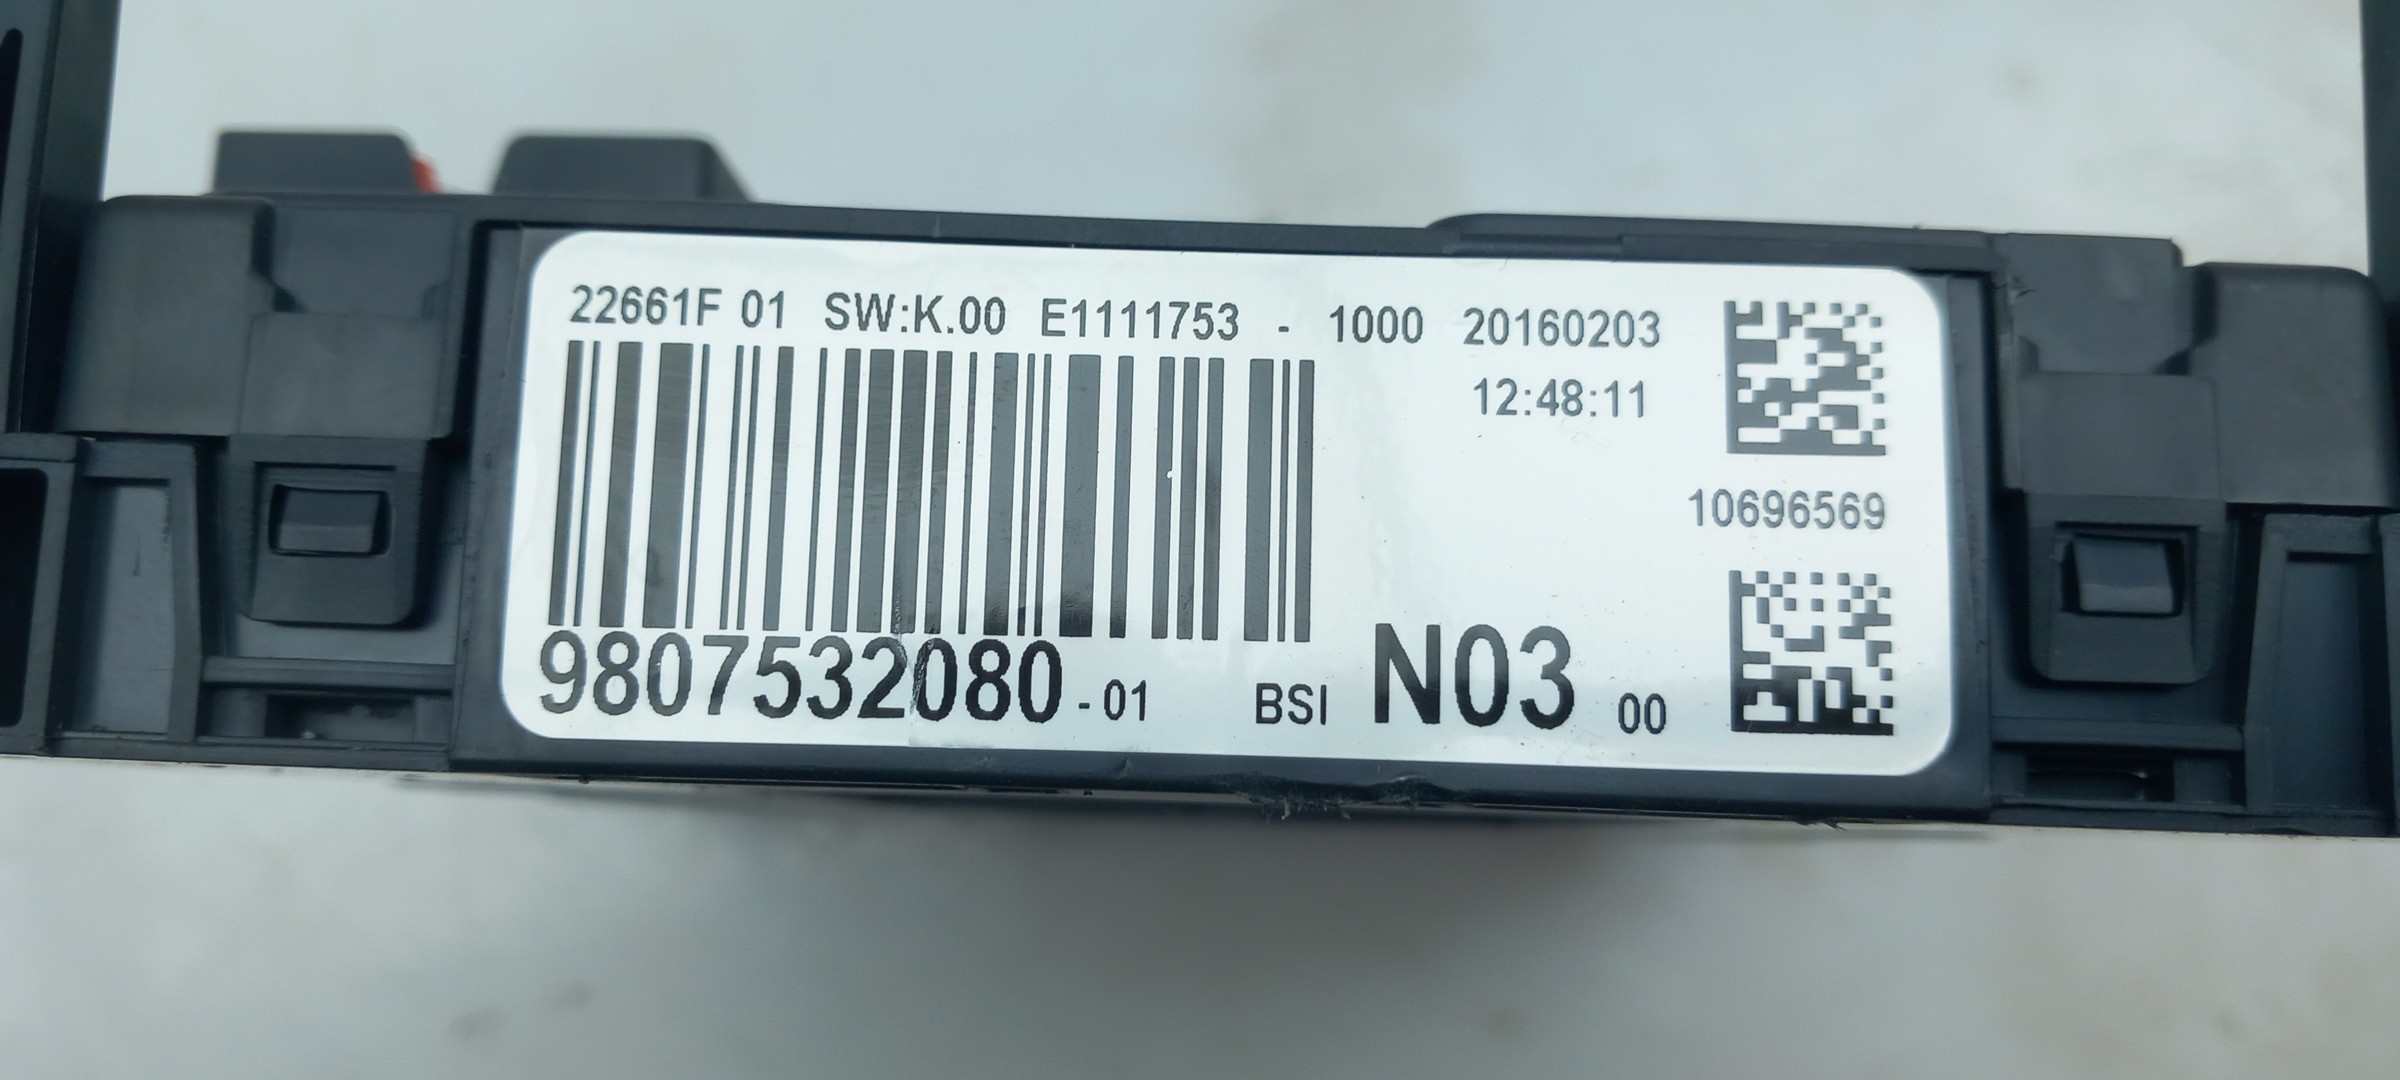 22661F 01 SW:K.00 E1111753 - 1000 20160203
12:48:11
10696569
9807532080 - 01 BSI N03 00